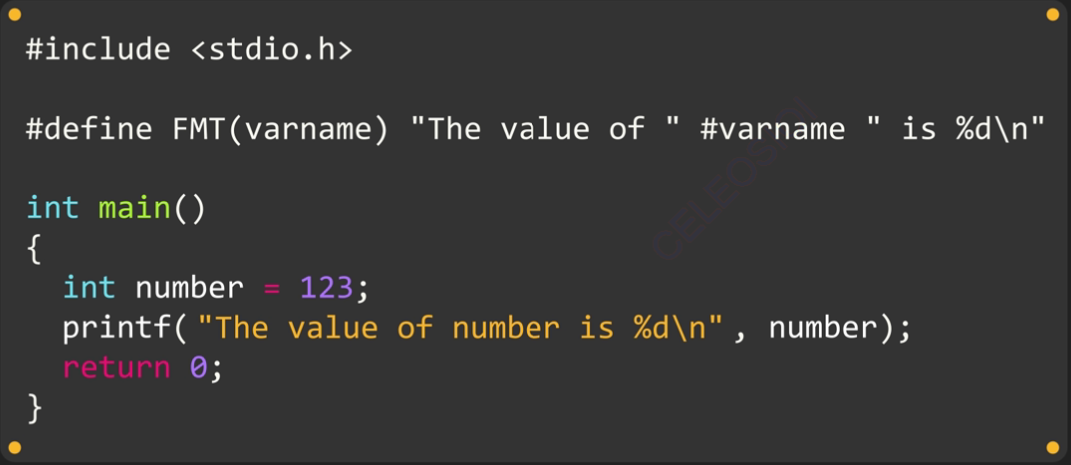 #include <stdio.h>
#define FMT(varname) "The value of " #varname " is %d\n"
int main()
{
int number = 123;
printf("The value of number is %d\n", number);
return 0;
}